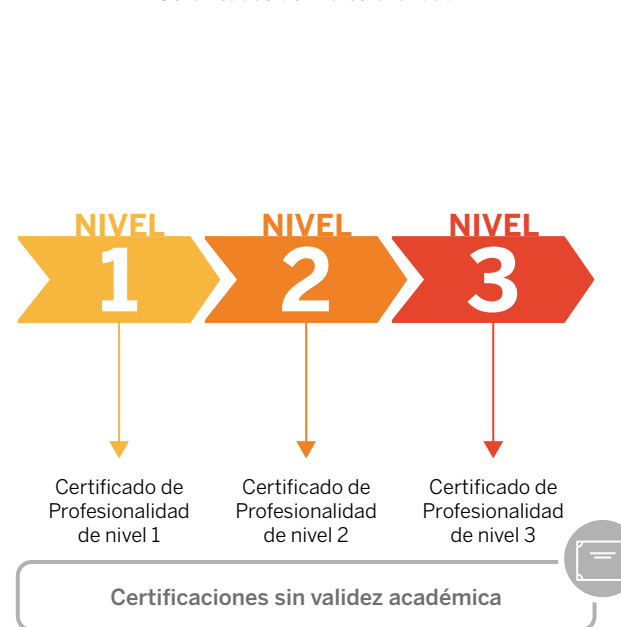 NIVEL NIVEL NIVEL
1 2 3
Certificado de Certificado de Certificado de
Profesionalidad Profesionalidad Profesionalidad
de nivel 1 de nivel 2 de nivel 3
Certificaciones sin validez académica